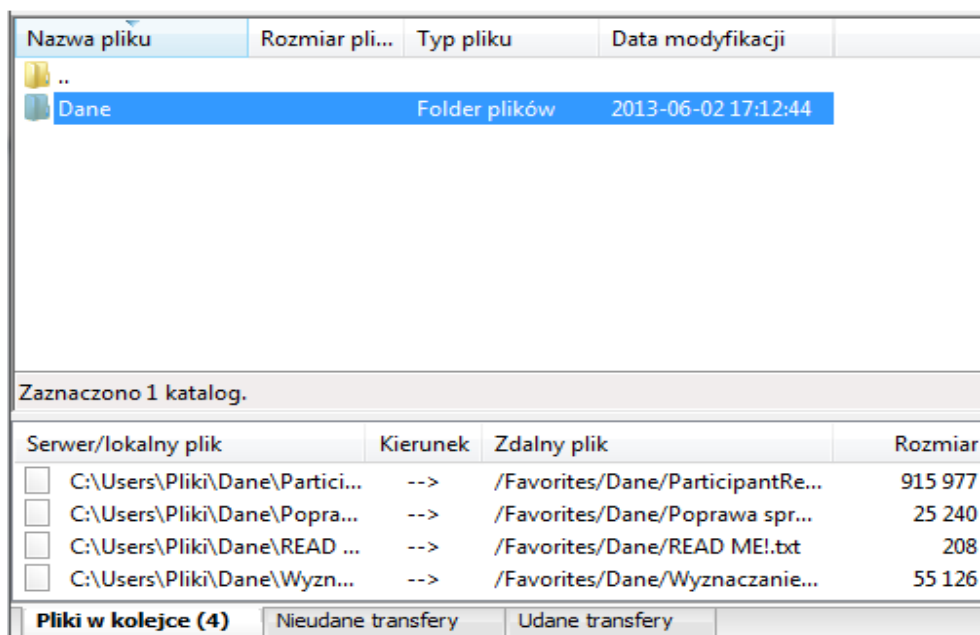 Nazwa pliku Rozmiar pli... Typ pliku Data modyfikacji
..
Dane Folder plików 2013-06-02 17:12:44
Zaznaczono 1 katalog.
Serwer/lokalny plik Kierunek Zdalny plik Rozmiar
C:\Users\Pliki\Dane\Partici... --> /Favorites/Dane/ParticipantRe... 915 977
C:\Users\Pliki\Dane\Popra... --> /Favorites/Dane/Poprawa spr... 25 240
C:\Users\Pliki\Dane\READ ... --> /Favorites/Dane/READ ME!.txt 208
C:\Users\Pliki\Dane\Wyzn... --> /Favorites/Dane/Wyznaczanie... 55 126
Pliki w kolejce (4) Nieudane transfery Udane transfery